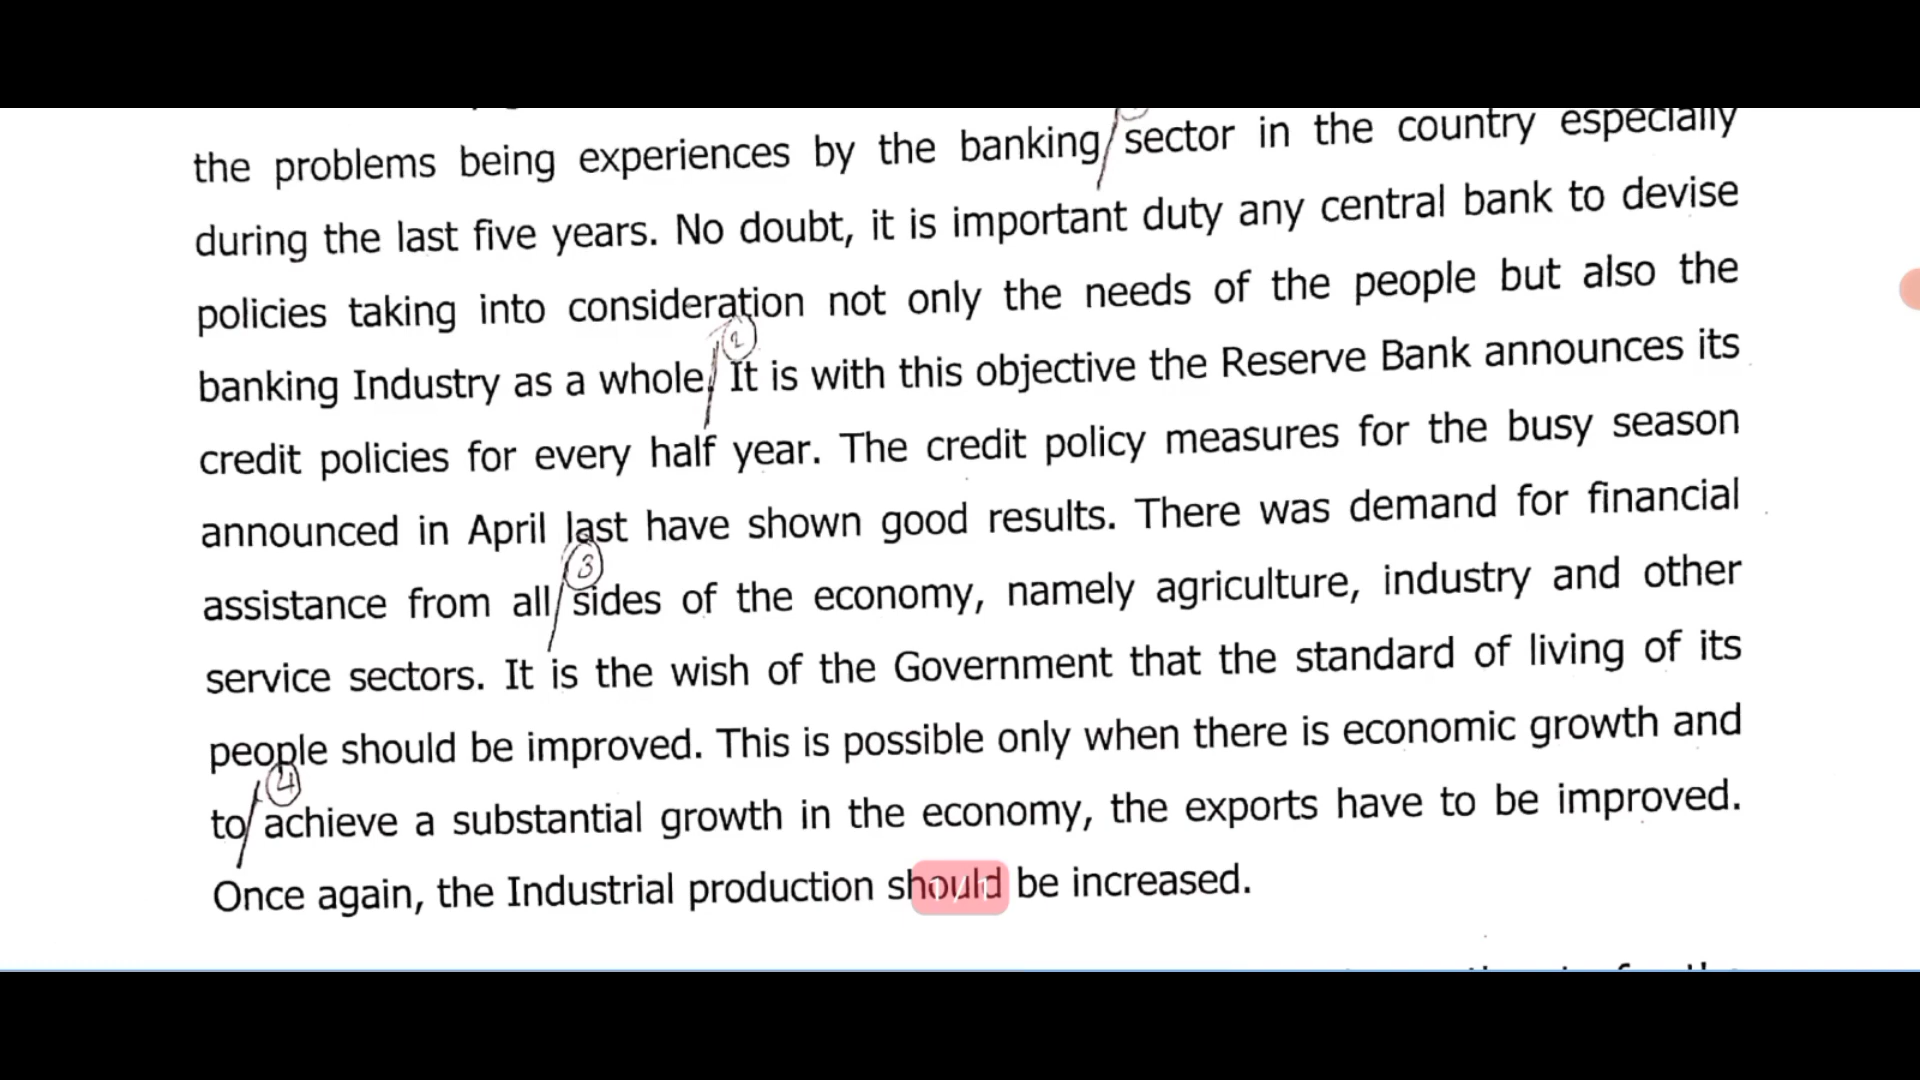 the problems being experiences by the banking/sector in the country especially
during the last five years. No doubt, it is important duty any central bank to devise
policies taking into consideration not only the needs of the people but also the
2
banking Industry as a whole./ It is with this objective the Reserve Bank announces its
credit policies for every half year. The credit policy measures for the busy season
announced in April last have shown good results. There was demand for financial
3
assistance from all/sides of the economy, namely agriculture, industry and other
service sectors. It is the wish of the Government that the standard of living of its
people should be improved. This is possible only when there is economic growth and
4
to/achieve a substantial growth in the economy, the exports have to be improved.
Once again, the Industrial production should be increased.
1 / 1